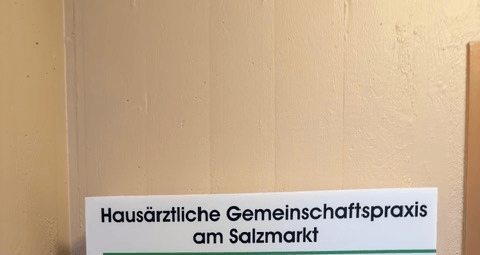 Hausärztliche Gemeinschaftspraxis
am Salzmarkt